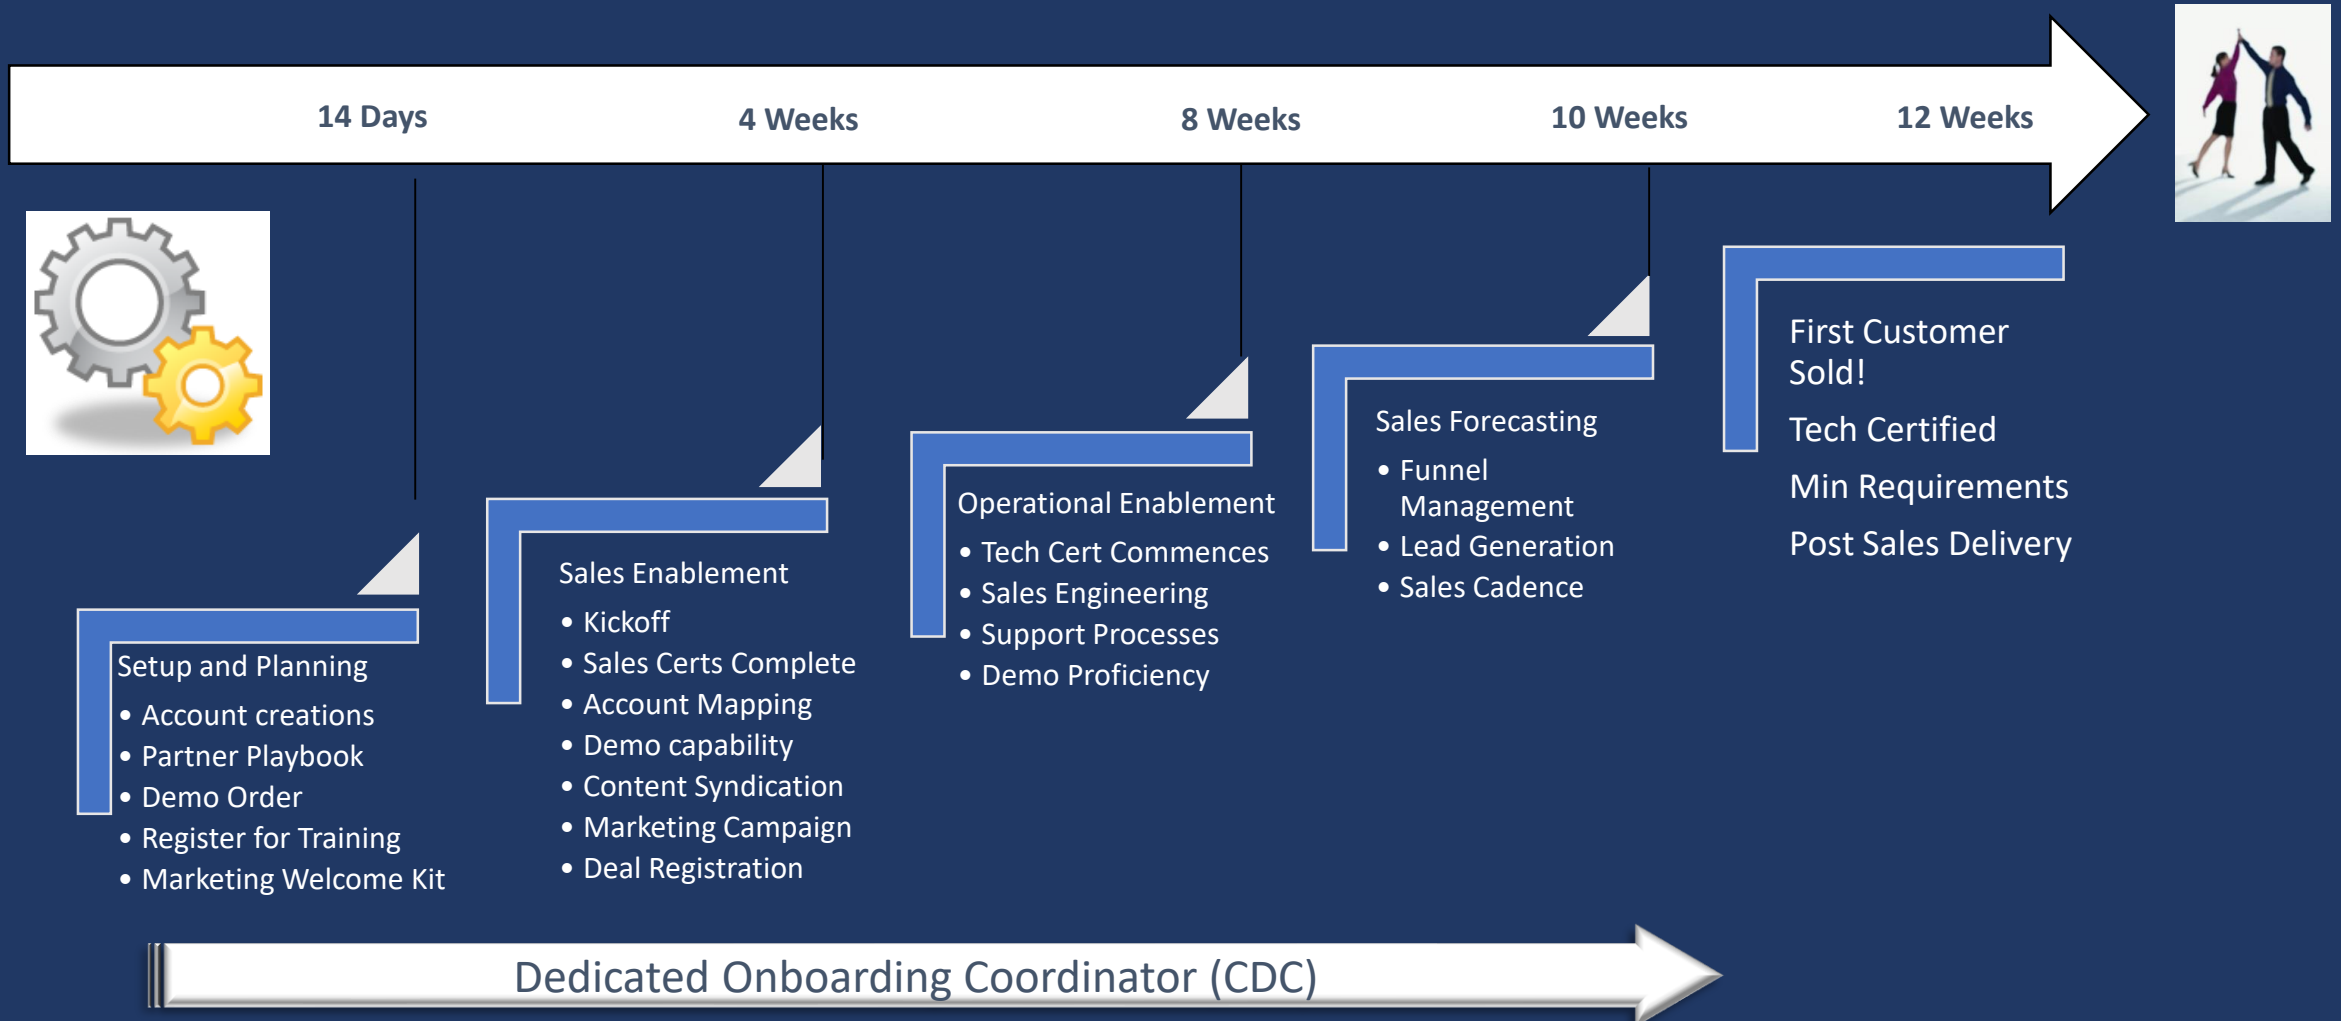 14 Days
4 Weeks
8 Weeks
10 Weeks
12 Weeks
Setup and Planning
• Account creations
• Partner Playbook
• Demo Order
• Register for Training
• Marketing Welcome Kit
Sales Enablement
• Kickoff
• Sales Certs Complete
• Account Mapping
• Demo capability
• Content Syndication
• Marketing Campaign
• Deal Registration
Operational Enablement
• Tech Cert Commences
• Sales Engineering
• Support Processes
• Demo Proficiency
Sales Forecasting
• Funnel
Management
• Lead Generation
• Sales Cadence
First Customer
Sold!
Tech Certified
Min Requirements
Post Sales Delivery
Dedicated Onboarding Coordinator (CDC)